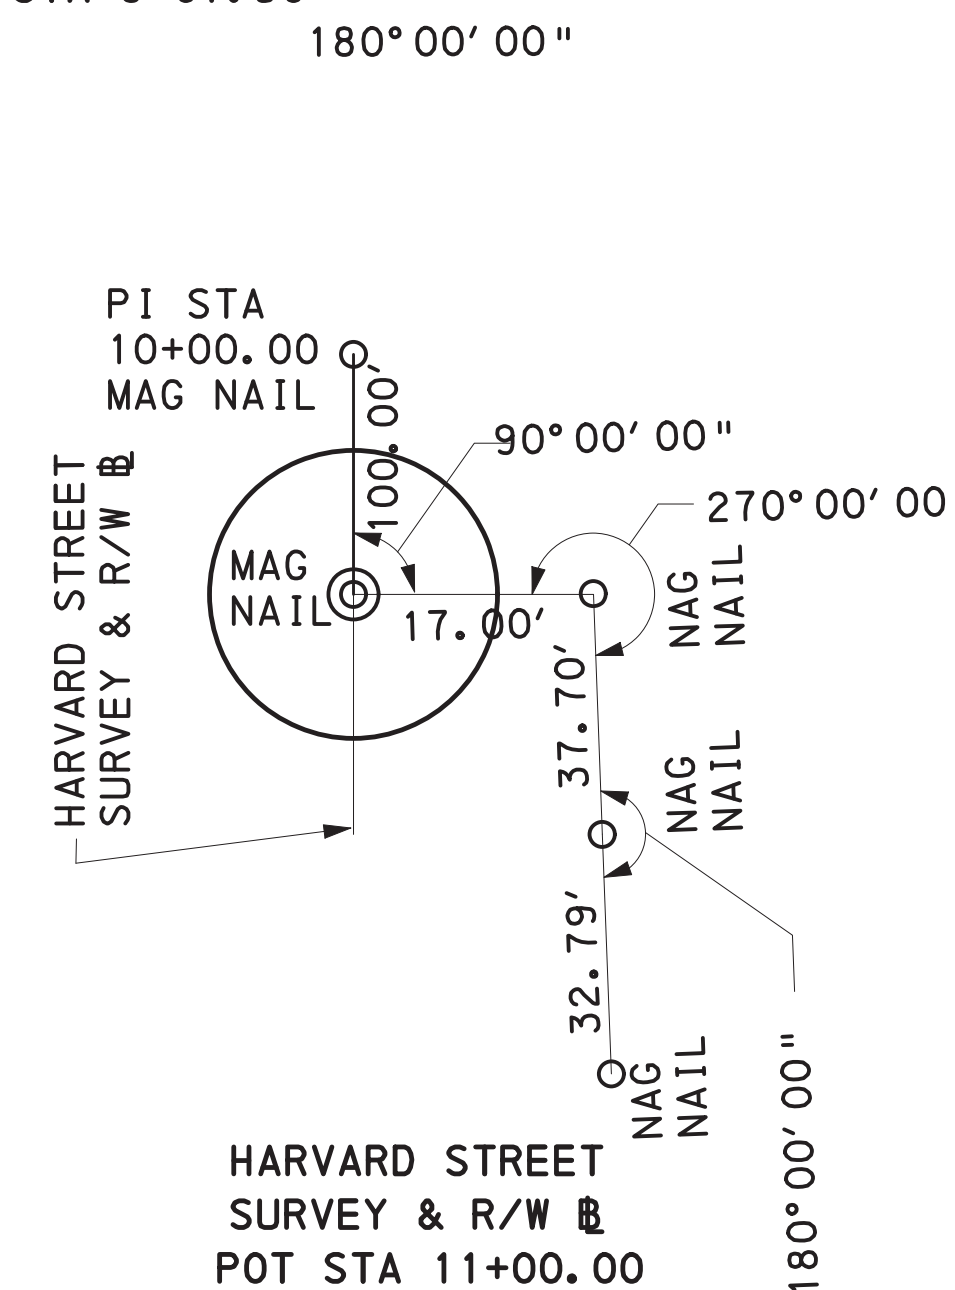 180°00'00"
PI STA
10+00.00
MAG NAIL
100.00'
90°00'00"
270°00'00
HARVARD STREET
SURVEY & R/W BL
MAG
NAIL
17.00'
NAG
NAIL
37.70'
NAG
NAIL
32.79'
NAG
NAIL
180°00'00"
HARVARD STREET
SURVEY & R/W BL
POT STA 11+00.00